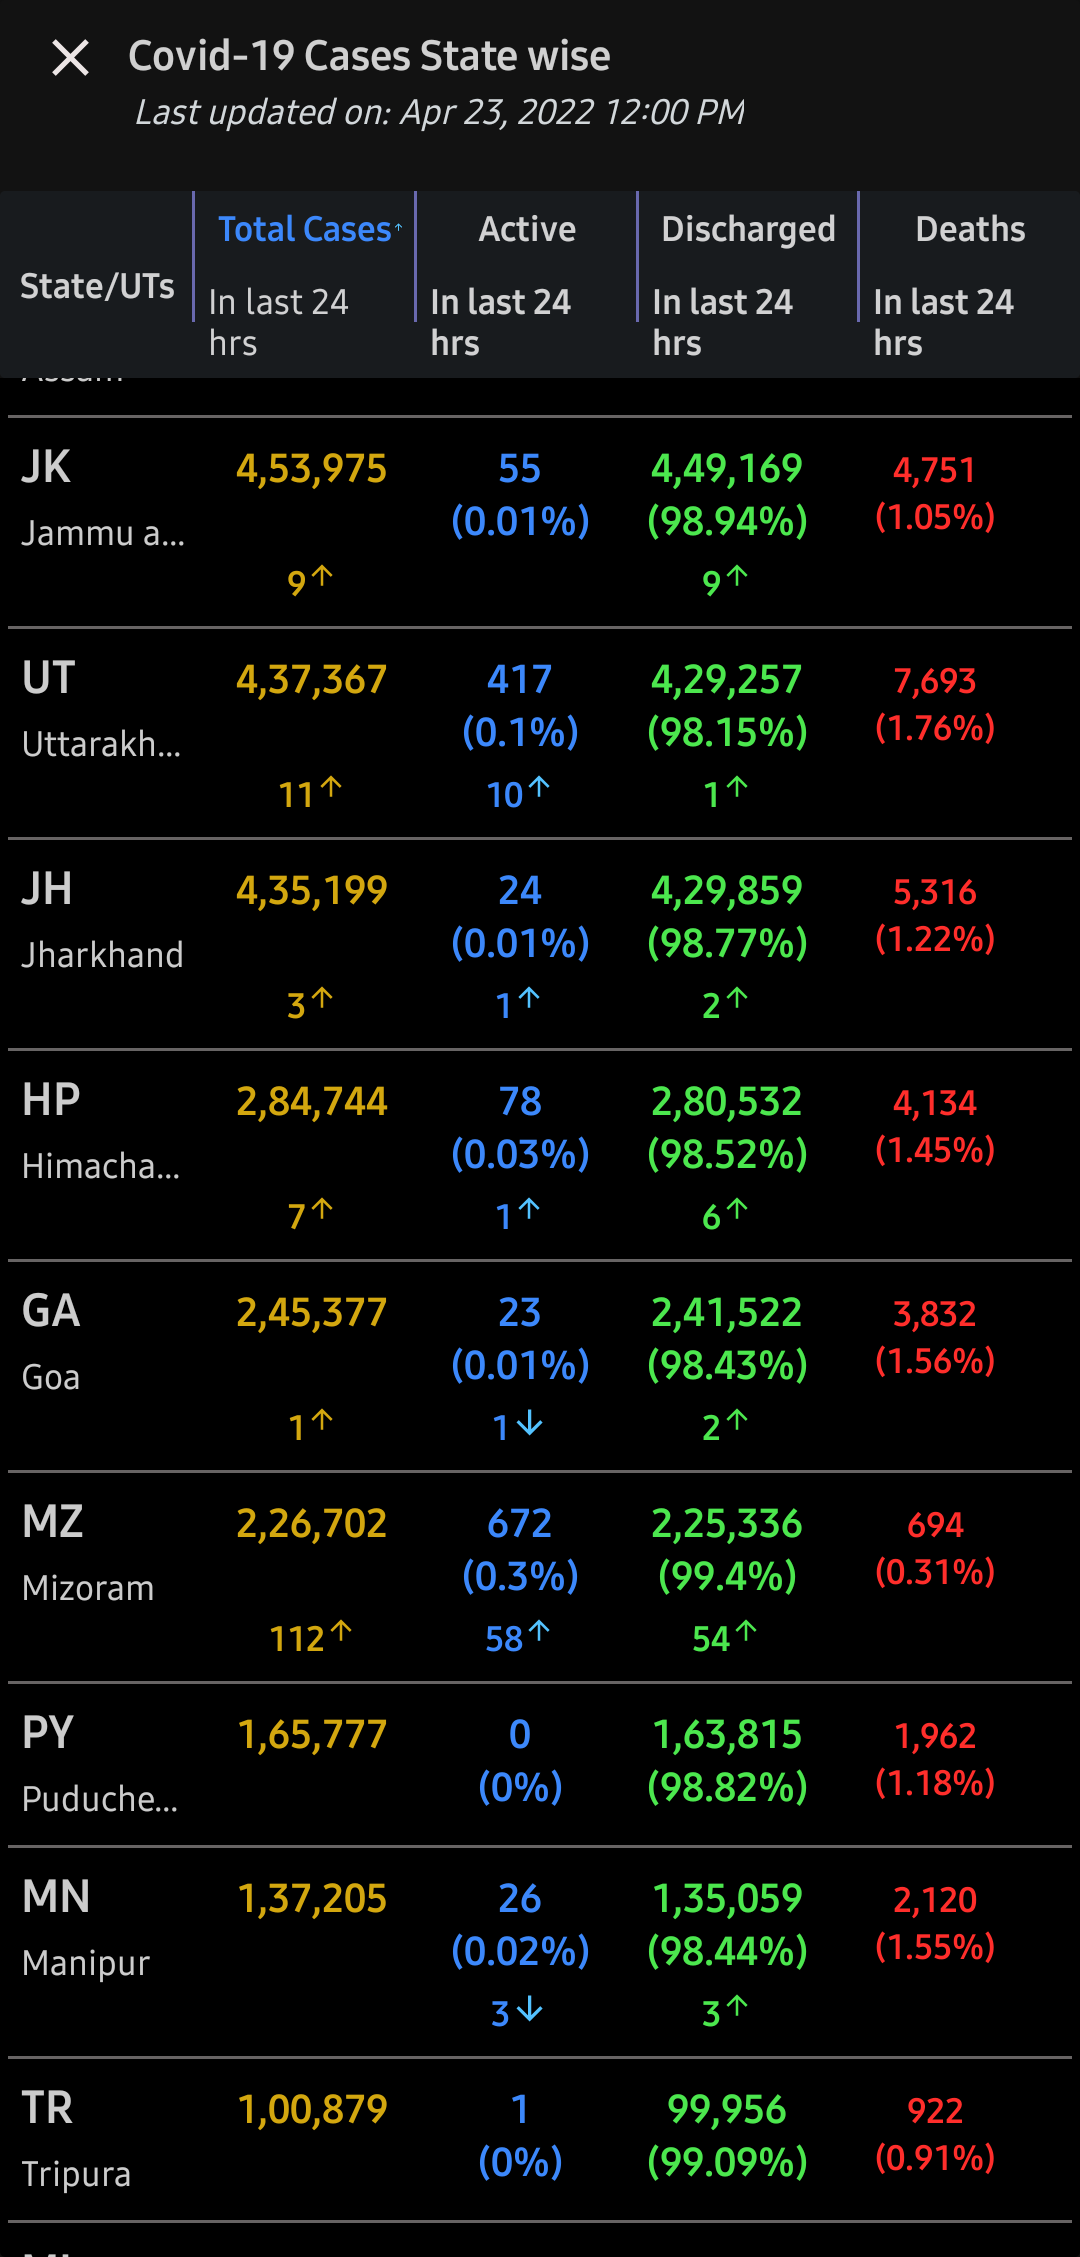 Covid-19 Cases State wise
Last updated on: Apr 23, 2022 12:00 PM
State/UTs Total Cases↑ Active Discharged Deaths
In last 24 hrs In last 24 hrs In last 24 hrs In last 24 hrs
Assam
JK 4,53,975 55 4,49,169 4,751
Jammu a... (0.01%) (98.94%) (1.05%)
9↑ 9↑
UT 4,37,367 417 4,29,257 7,693
Uttarakh... (0.1%) (98.15%) (1.76%)
11↑ 10↑ 1↑
JH 4,35,199 24 4,29,859 5,316
Jharkhand (0.01%) (98.77%) (1.22%)
3↑ 1↑ 2↑
HP 2,84,744 78 2,80,532 4,134
Himacha... (0.03%) (98.52%) (1.45%)
7↑ 1↑ 6↑
GA 2,45,377 23 2,41,522 3,832
Goa (0.01%) (98.43%) (1.56%)
1↑ 1↓ 2↑
MZ 2,26,702 672 2,25,336 694
Mizoram (0.3%) (99.4%) (0.31%)
112↑ 58↑ 54↑
PY 1,65,777 0 1,63,815 1,962
Puduche... (0%) (98.82%) (1.18%)
MN 1,37,205 26 1,35,059 2,120
Manipur (0.02%) (98.44%) (1.55%)
3↓ 3↑
TR 1,00,879 1 99,956 922
Tripura (0%) (99.09%) (0.91%)